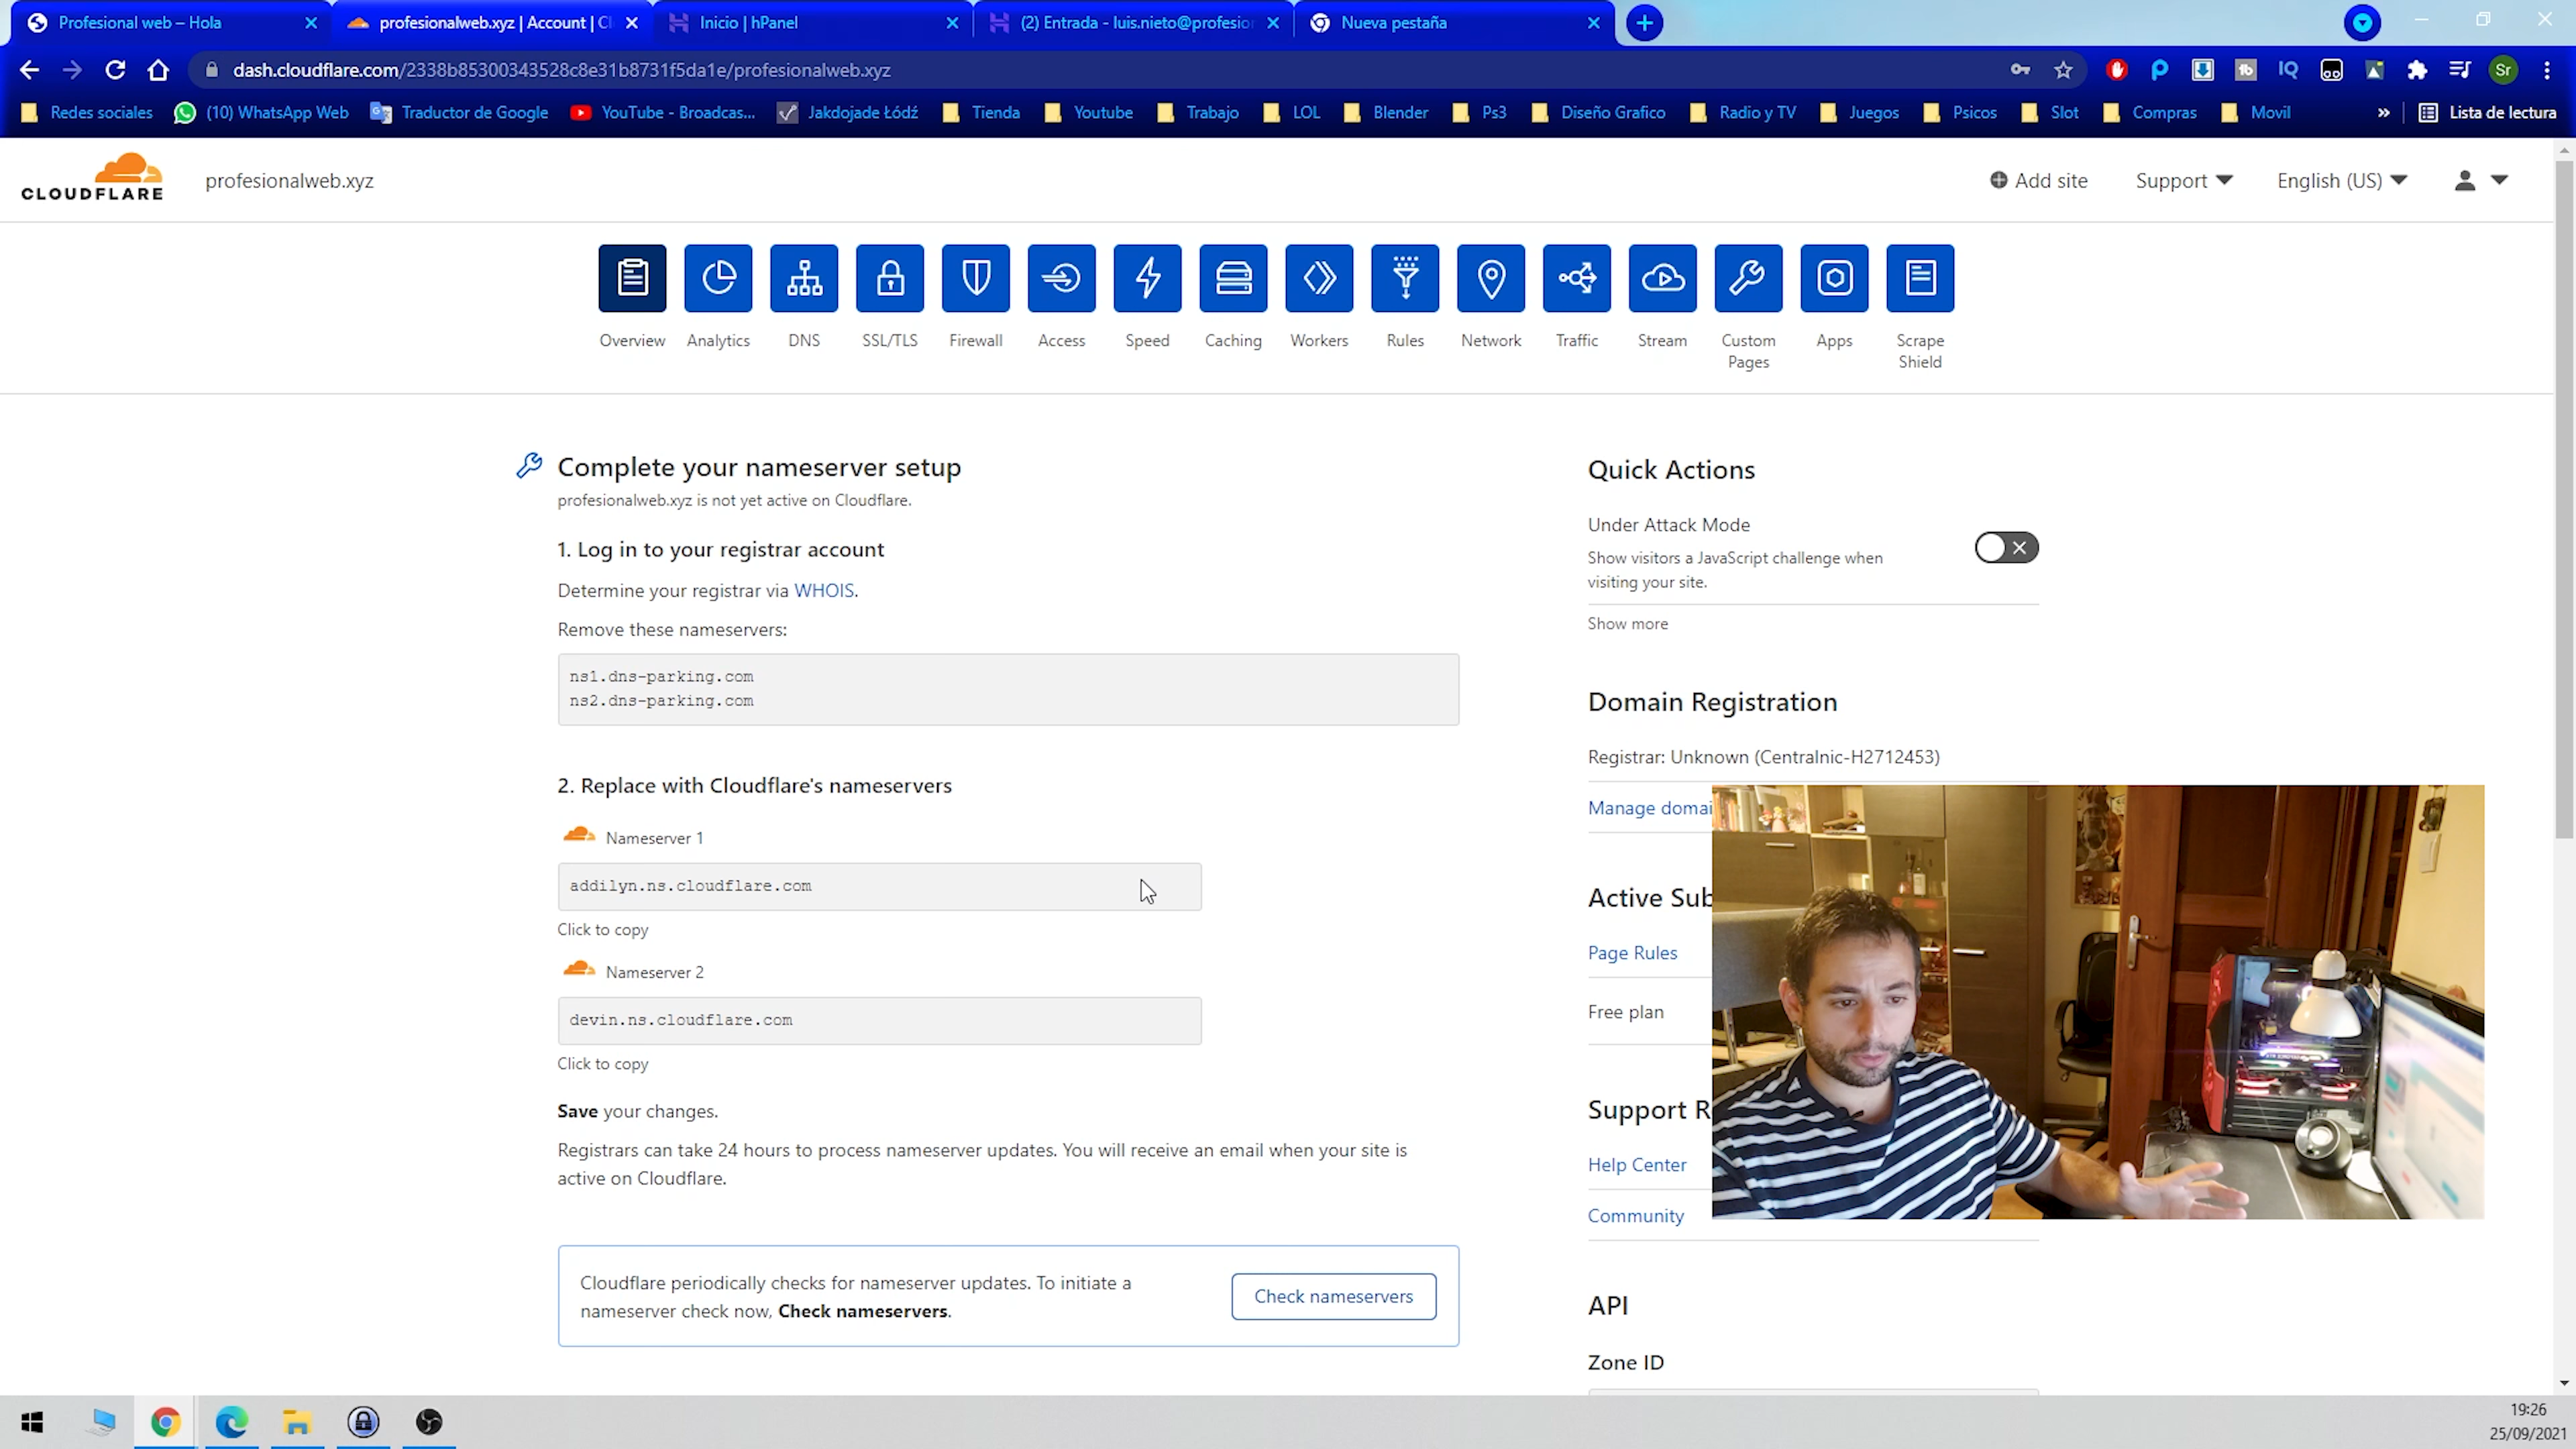 Profesional web – Hola
profesionalweb.xyz | Account | Cl
Inicio | hPanel
(2) Entrada - luis.nieto@profesion
Nueva pestaña
dash.cloudflare.com/2338b85300343528c8e31b8731f5da1e/profesionalweb.xyz
Sr
Redes sociales
(10) WhatsApp Web
Traductor de Google
YouTube - Broadcas...
Jakdojade Łódź
Tienda
Youtube
Trabajo
LOL
Blender
Ps3
Diseño Grafico
Radio y TV
Juegos
Psicos
Slot
Compras
Movil
»
Lista de lectura
CLOUDFLARE
profesionalweb.xyz
Add site
Support
English (US)
Overview
Analytics
DNS
SSL/TLS
Firewall
Access
Speed
Caching
Workers
Rules
Network
Traffic
Stream
Custom
Pages
Apps
Scrape
Shield
Complete your nameserver setup
profesionalweb.xyz is not yet active on Cloudflare.
1. Log in to your registrar account
Determine your registrar via WHOIS.
Remove these nameservers:
ns1.dns-parking.com
ns2.dns-parking.com
2. Replace with Cloudflare's nameservers
Nameserver 1
addilyn.ns.cloudflare.com
Click to copy
Nameserver 2
devin.ns.cloudflare.com
Click to copy
Save your changes.
Registrars can take 24 hours to process nameserver updates. You will receive an email when your site is
active on Cloudflare.
Cloudflare periodically checks for nameserver updates. To initiate a
nameserver check now, Check nameservers.
Check nameservers
Quick Actions
Under Attack Mode
Show visitors a JavaScript challenge when
visiting your site.
Show more
Domain Registration
Registrar: Unknown (Centralnic-H2712453)
Manage domai
Active Sub
Page Rules
Free plan
Support R
Help Center
Community
API
Zone ID
19:26
25/09/2021